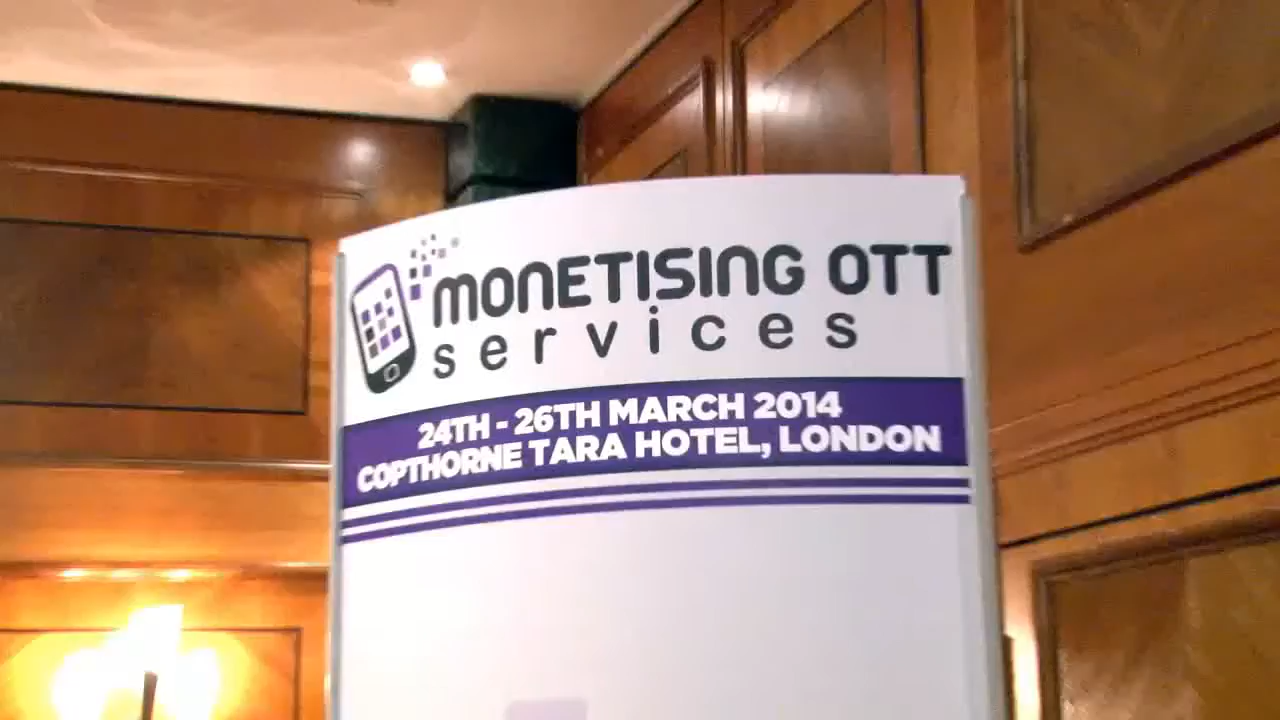 MONETISING OTT
services
24TH - 26TH MARCH 2014
COPTHORNE TARA HOTEL, LONDON